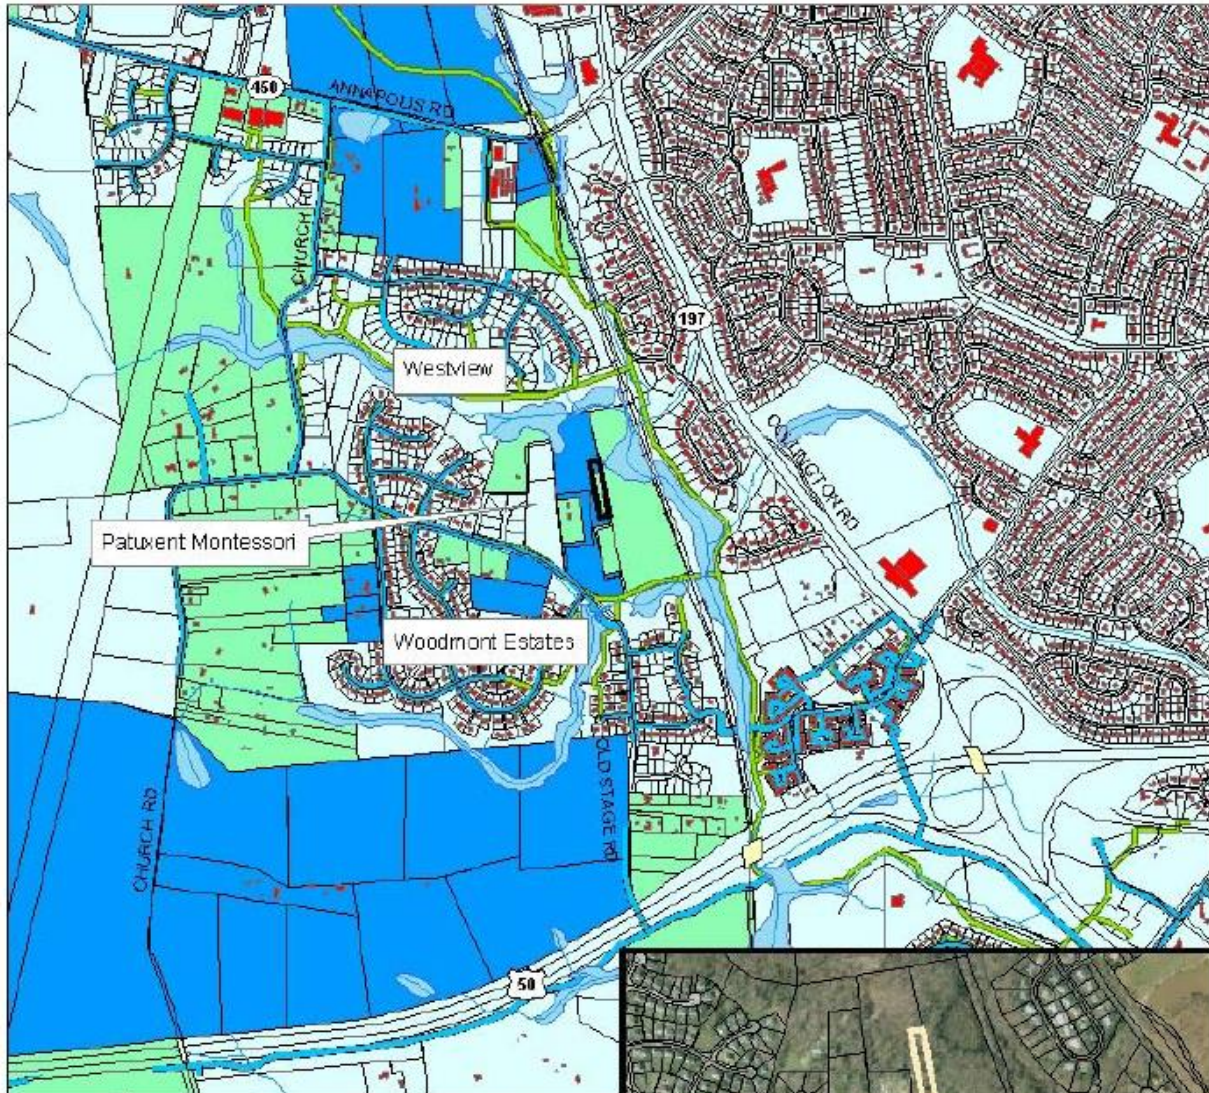 450
ANNAPOLIS RD
CHURCH RD
197
Westview
COLLINGTON RD
Patuxent Montessori
Woodmont Estates
OLD STAGE RD
CHURCH RD
50